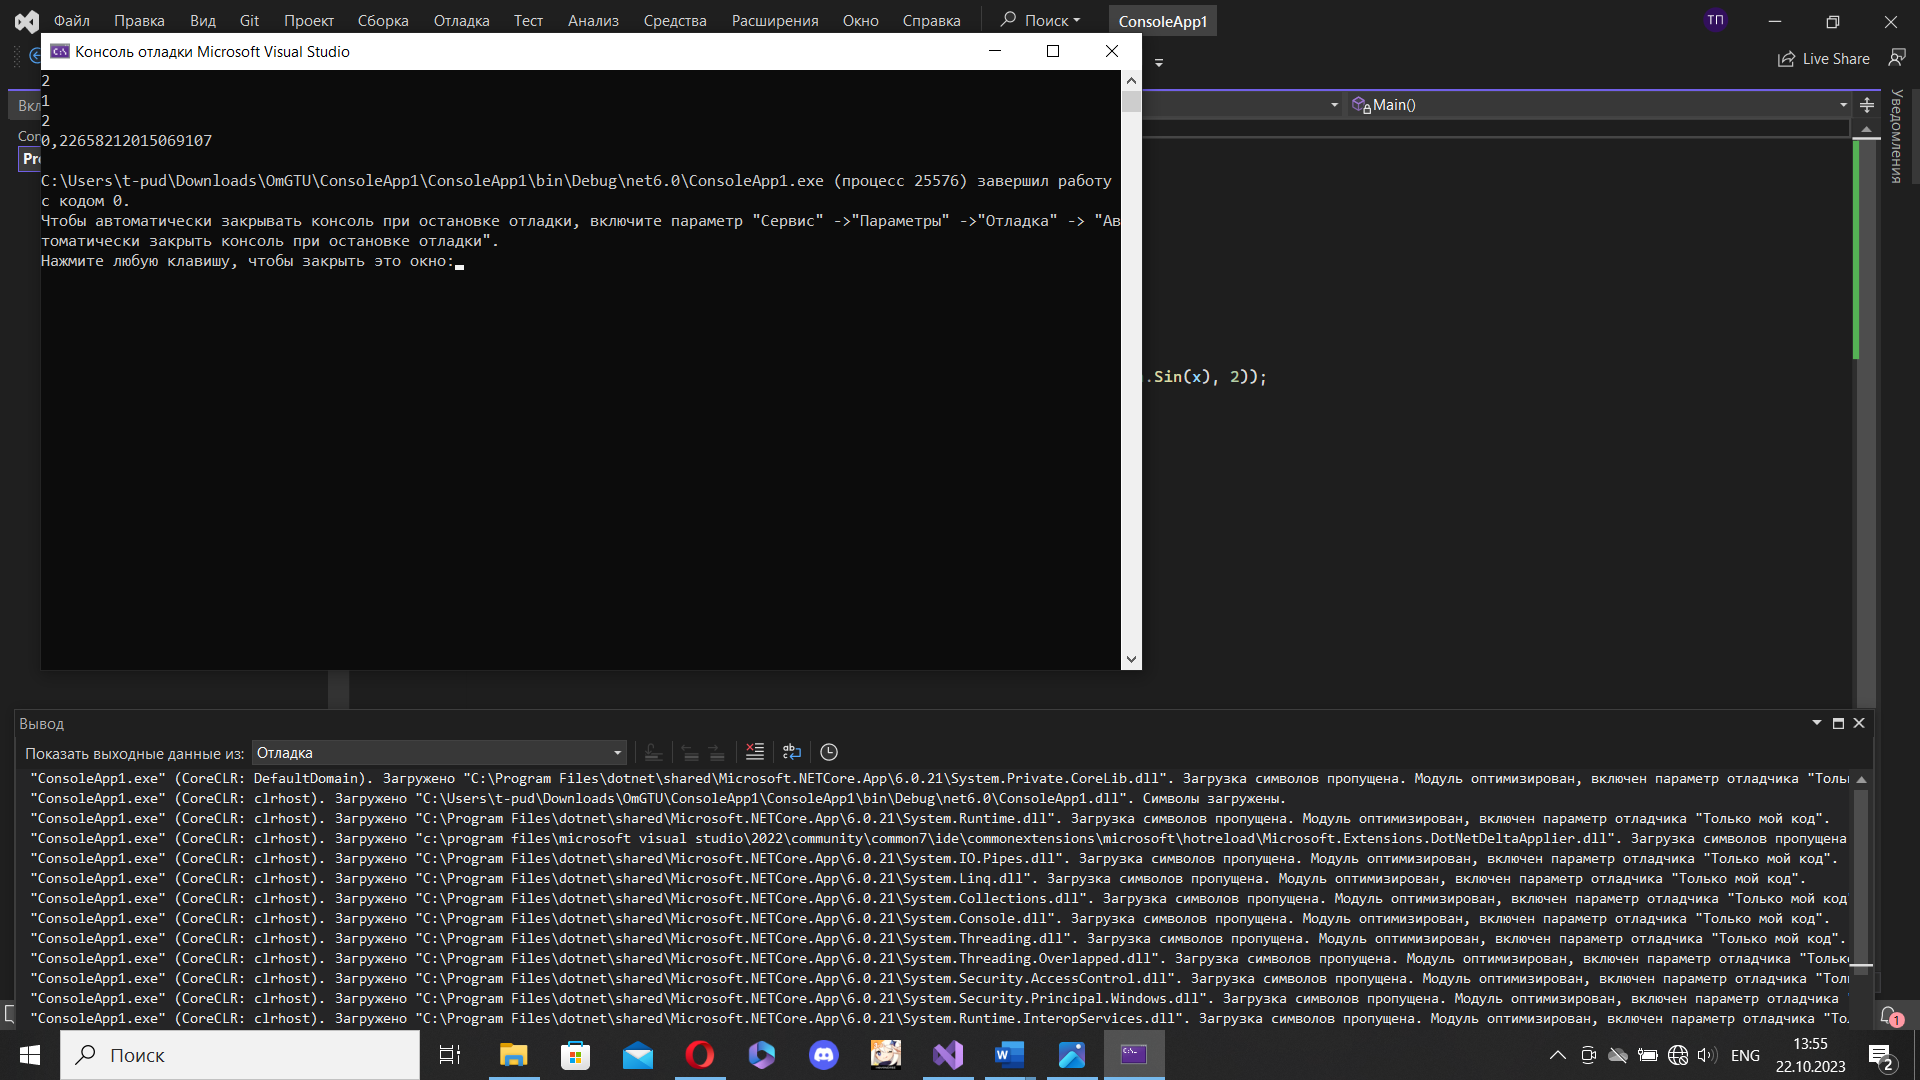 Файл Правка Вид Git Проект Сборка Отладка Тест Анализ Средства Расширения Окно Справка Поиск ConsoleApp1 ТП
Консоль отладки Microsoft Visual Studio
Live Share
2
1
2
0,22658212015069107
C:\Users\t-pud\Downloads\OmGTU\ConsoleApp1\ConsoleApp1\bin\Debug\net6.0\ConsoleApp1.exe (процесс 25576) завершил работу
с кодом 0.
Чтобы автоматически закрывать консоль при остановке отладки, включите параметр "Сервис" ->"Параметры" ->"Отладка" -> "Ав
томатически закрыть консоль при остановке отладки".
Нажмите любую клавишу, чтобы закрыть это окно:
Main()
Уведомления
.Sin(x), 2));
Вывод
Показать выходные данные из: Отладка
"ConsoleApp1.exe" (CoreCLR: DefaultDomain). Загружено "C:\Program Files\dotnet\shared\Microsoft.NETCore.App\6.0.21\System.Private.CoreLib.dll". Загрузка символов пропущена. Модуль оптимизирован, включен параметр отладчика "Толь
"ConsoleApp1.exe" (CoreCLR: clrhost). Загружено "C:\Users\t-pud\Downloads\OmGTU\ConsoleApp1\ConsoleApp1\bin\Debug\net6.0\ConsoleApp1.dll". Символы загружены.
"ConsoleApp1.exe" (CoreCLR: clrhost). Загружено "C:\Program Files\dotnet\shared\Microsoft.NETCore.App\6.0.21\System.Runtime.dll". Загрузка символов пропущена. Модуль оптимизирован, включен параметр отладчика "Только мой код".
"ConsoleApp1.exe" (CoreCLR: clrhost). Загружено "c:\program files\microsoft visual studio\2022\community\common7\ide\commonextensions\microsoft\hotreload\Microsoft.Extensions.DotNetDeltaApplier.dll". Загрузка символов пропущена
"ConsoleApp1.exe" (CoreCLR: clrhost). Загружено "C:\Program Files\dotnet\shared\Microsoft.NETCore.App\6.0.21\System.IO.Pipes.dll". Загрузка символов пропущена. Модуль оптимизирован, включен параметр отладчика "Только мой код".
"ConsoleApp1.exe" (CoreCLR: clrhost). Загружено "C:\Program Files\dotnet\shared\Microsoft.NETCore.App\6.0.21\System.Linq.dll". Загрузка символов пропущена. Модуль оптимизирован, включен параметр отладчика "Только мой код".
"ConsoleApp1.exe" (CoreCLR: clrhost). Загружено "C:\Program Files\dotnet\shared\Microsoft.NETCore.App\6.0.21\System.Collections.dll". Загрузка символов пропущена. Модуль оптимизирован, включен параметр отладчика "Только мой код
"ConsoleApp1.exe" (CoreCLR: clrhost). Загружено "C:\Program Files\dotnet\shared\Microsoft.NETCore.App\6.0.21\System.Console.dll". Загрузка символов пропущена. Модуль оптимизирован, включен параметр отладчика "Только мой код".
"ConsoleApp1.exe" (CoreCLR: clrhost). Загружено "C:\Program Files\dotnet\shared\Microsoft.NETCore.App\6.0.21\System.Threading.dll". Загрузка символов пропущена. Модуль оптимизирован, включен параметр отладчика "Только мой код".
"ConsoleApp1.exe" (CoreCLR: clrhost). Загружено "C:\Program Files\dotnet\shared\Microsoft.NETCore.App\6.0.21\System.Threading.Overlapped.dll". Загрузка символов пропущена. Модуль оптимизирован, включен параметр отладчика "Тольк
"ConsoleApp1.exe" (CoreCLR: clrhost). Загружено "C:\Program Files\dotnet\shared\Microsoft.NETCore.App\6.0.21\System.Security.AccessControl.dll". Загрузка символов пропущена. Модуль оптимизирован, включен параметр отладчика "Тол
"ConsoleApp1.exe" (CoreCLR: clrhost). Загружено "C:\Program Files\dotnet\shared\Microsoft.NETCore.App\6.0.21\System.Security.Principal.Windows.dll". Загрузка символов пропущена. Модуль оптимизирован, включен параметр отладчика "
"ConsoleApp1.exe" (CoreCLR: clrhost). Загружено "C:\Program Files\dotnet\shared\Microsoft.NETCore.App\6.0.21\System.Runtime.InteropServices.dll". Загрузка символов пропущена. Модуль оптимизирован, включен параметр отладчика "То
1
Поиск
ENG
13:55
22.10.2023
2